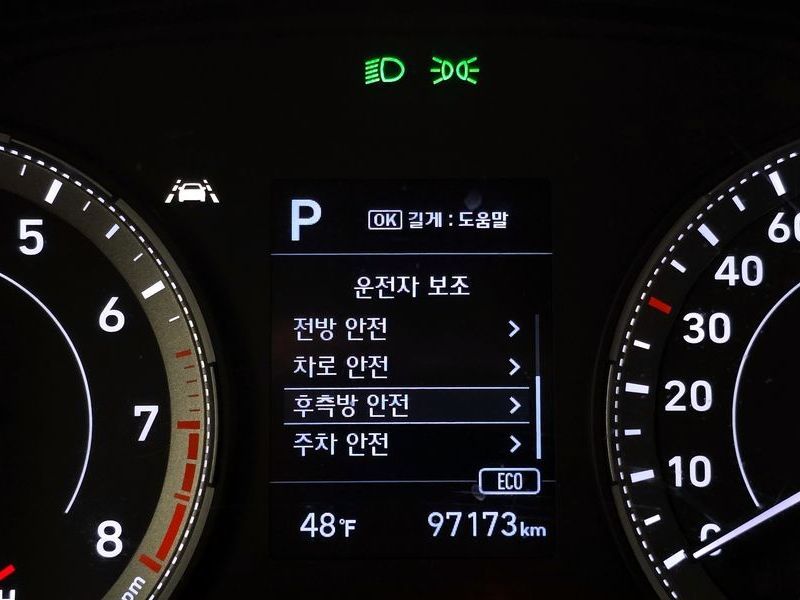 P
OK 길게 : 도움말
운전자 보조
전방 안전
차로 안전
후측방 안전
주차 안전
ECO
48°F
97173km
5
6
7
8
60
40
30
20
10
0